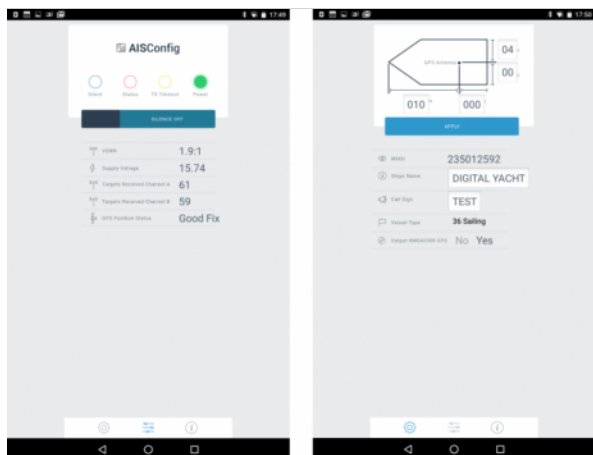 17:49
AISConfig
Silent Status TX Timeout Power
SILENCE OFF
VSWR 1.9:1
Supply Voltage 15.74
Targets Received Channel A 61
Targets Received Channel B 59
GPS Position Status Good Fix
17:50
04
GPS Antenna
00
010 000
APPLY
MMSI 235012592
Ships Name DIGITAL YACHT
Call Sign TEST
Vessel Type 36 Sailing
Output NMEA0183 GPS No Yes